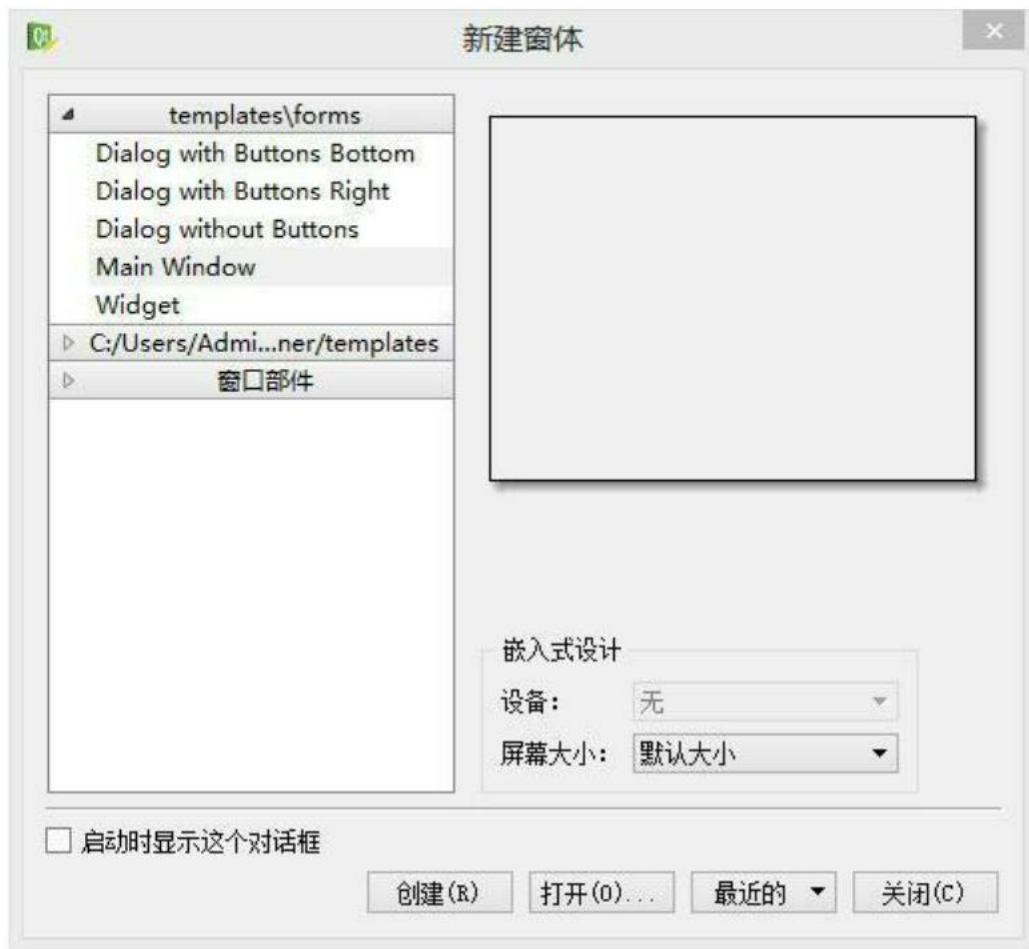 新建窗体
templates\forms
Dialog with Buttons Bottom
Dialog with Buttons Right
Dialog without Buttons
Main Window
Widget
C:/Users/Admi...ner/templates
窗口部件
嵌入式设计
设备: 无
屏幕大小: 默认大小
启动时显示这个对话框
创建(R) 打开(O)... 最近的 关闭(C)